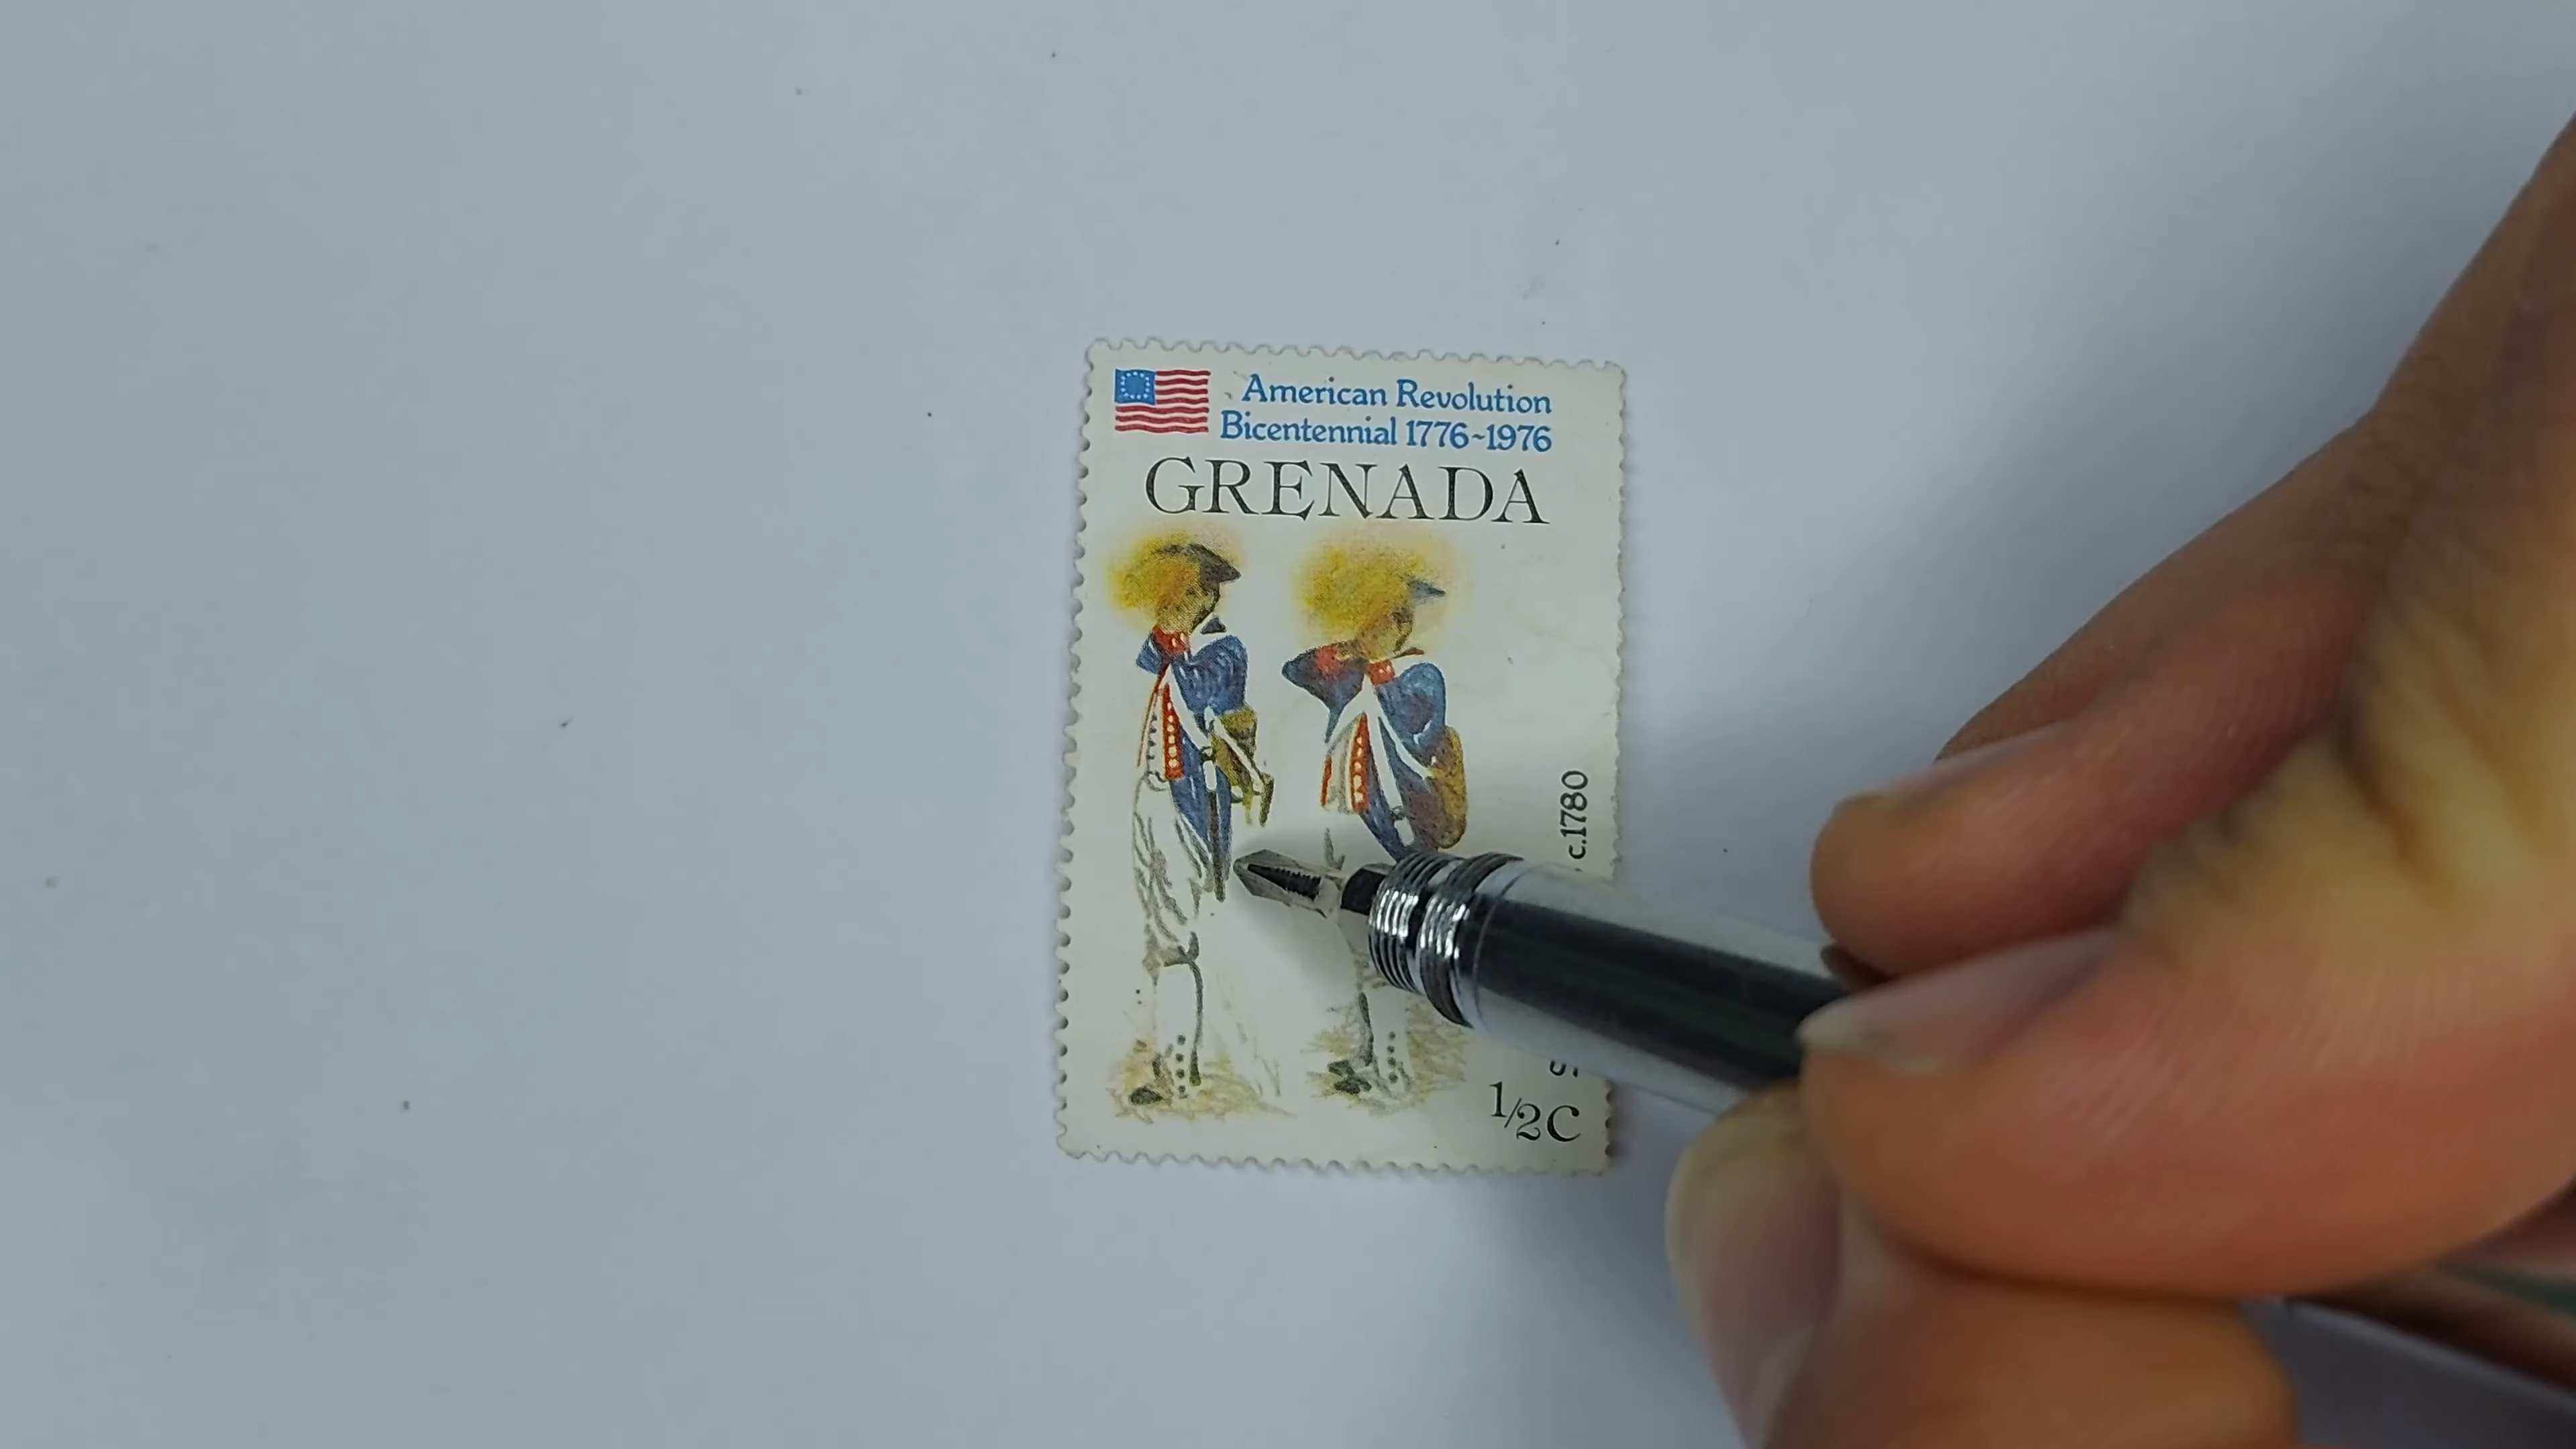 American Revolution
Bicentennial 1776~1976
GRENADA
c.1780
1/2C